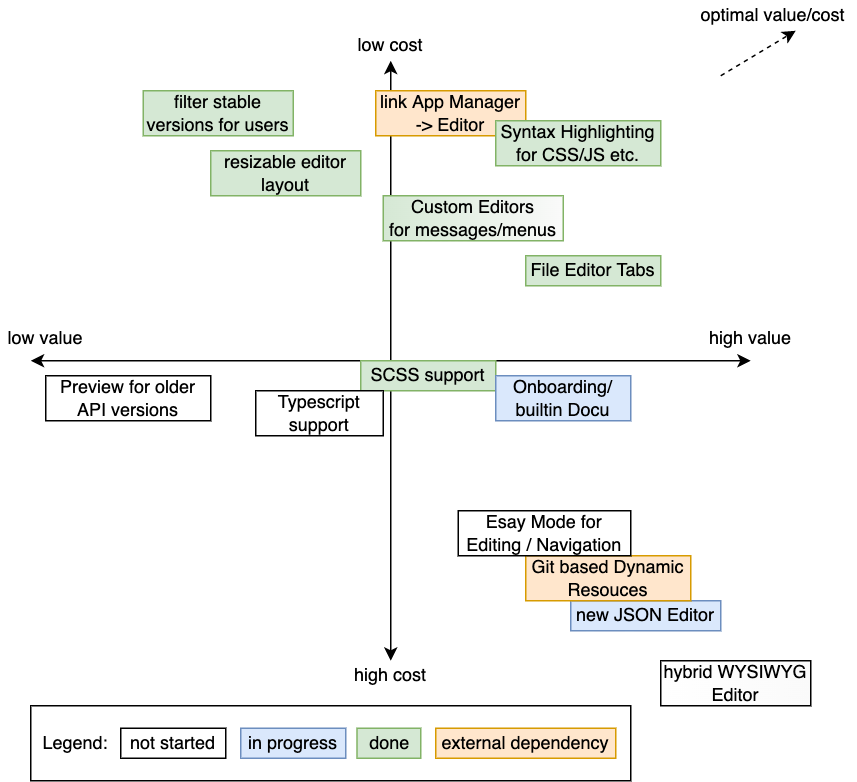 optimal value/cost
low cost
filter stable
versions for users
link App Manager
-> Editor
Syntax Highlighting
for CSS/JS etc.
resizable editor
layout
Custom Editors
for messages/menus
File Editor Tabs
low value
high value
SCSS support
Preview for older
API versions
Typescript
support
Onboarding/
builtin Docu
Esay Mode for
Editing / Navigation
Git based Dynamic
Resouces
new JSON Editor
high cost
hybrid WYSIWYG
Editor
Legend:
not started
in progress
done
external dependency